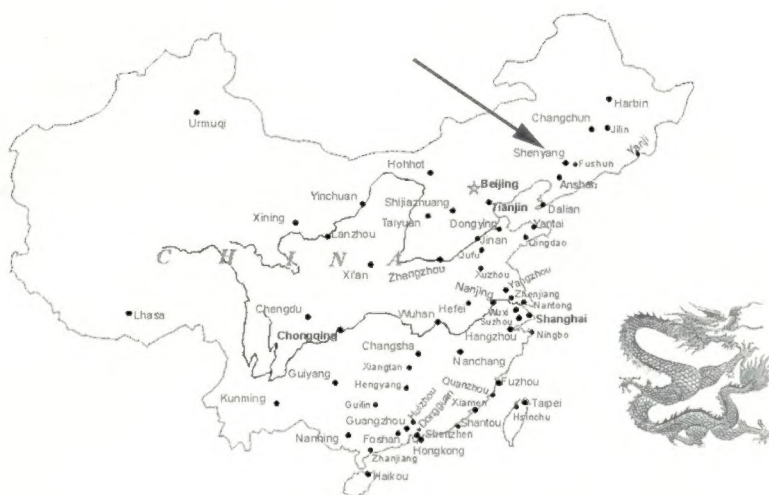 Harbin
Changchun
Jilin
Urmuqi
Yanji
Shenyang
Fushun
Hohhot
Anshan
Beijing
Yinchuan
Tianjin
Shijiazhuang
Dalian
Xining
Taiyuan
Dongying
Yantai
Lanzhou
Jinan
Qingdao
C H I N A
Qufu
Xi'an
Zhangzhou
Xuzhou
Yangzhou
Nanjing
Zhenjiang
Hefei
Nantong
Lhasa
Chengdu
Wuxi
Wuhan
Suzhou
Shanghai
Chongqing
Hangzhou
Ningbo
Changsha
Nanchang
Xiangtan
Guiyang
Hengyang
Quanzhou
Fuzhou
Kunming
Guilin
Huizhou
Xiamen
Taipei
Dongguan
Hsinchu
Guangzhou
Shantou
Nanning
Foshan
Shenzhen
Hongkong
Zhanjiang
Haikou